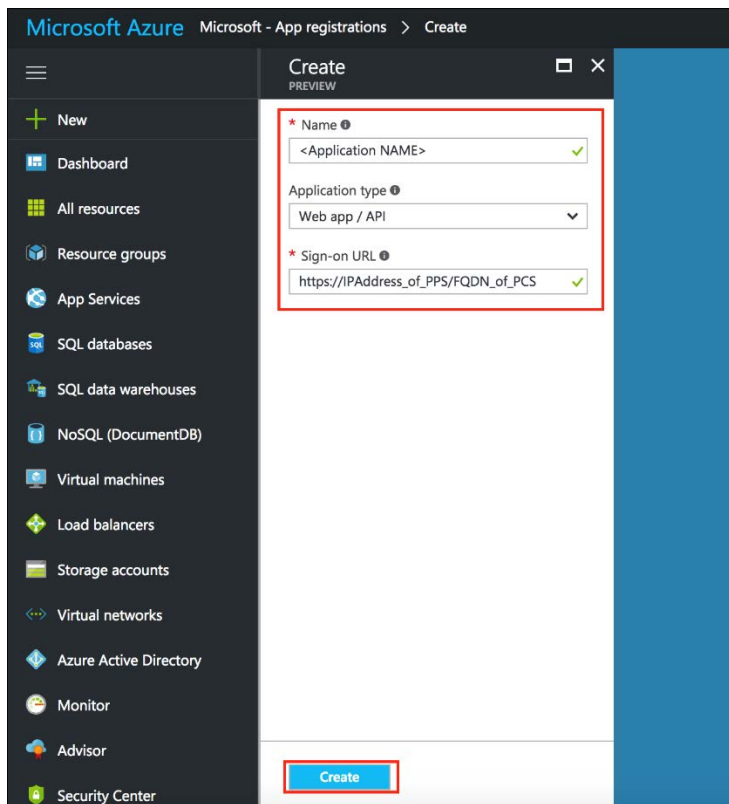 Microsoft Azure Microsoft - App registrations > Create
Create
PREVIEW
New
Dashboard
All resources
Resource groups
App Services
SQL databases
SQL data warehouses
NoSQL (DocumentDB)
Virtual machines
Load balancers
Storage accounts
Virtual networks
Azure Active Directory
Monitor
Advisor
Security Center
* Name
<Application NAME>
Application type
Web app / API
* Sign-on URL
https://IPAddress_of_PPS/FQDN_of_PCS
Create